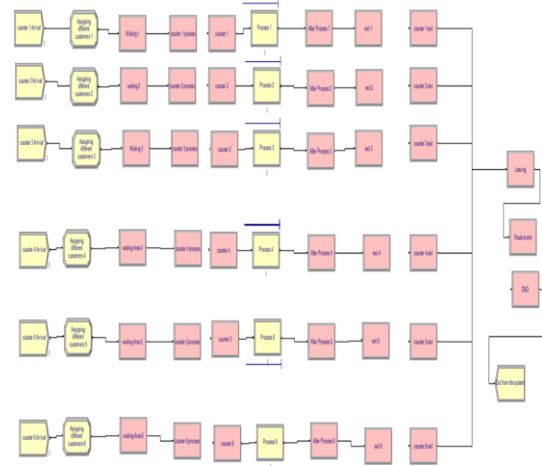 counter 1 Arrival
Assigning
different
customers 1
Waiting 1
counter 1 process
counter 1
Process 1
After Process 1
exit 1
counter 1 exit
counter 2 Arrival
Assigning
different
customers 2
waiting 2
counter 2 process
counter 2
Process 2
After Process 2
exit 2
counter 2 exit
counter 3 Arrival
Assigning
different
customers 3
Waiting 3
counter 3 process
counter 3
Process 3
After Process 3
exit 3
counter 3 exit
Leaving
Route to exit
counter 4 Arrival
Assigning
different
customers 4
waiting Area 4
counter 4 process
counter 4
Process 4
After Process 4
exit 4
counter 4 exit
END
counter 5 Arrival
Assigning
different
customers 5
waiting Area 5
counter 5 process
counter 5
Process 5
After Process 5
exit 5
counter 5 exit
Exit from the system
counter 6 Arrival
Assigning
different
customers 6
waiting Area 6
counter 6 process
counter 6
Process 6
After Process 6
exit 6
counter 6 exit